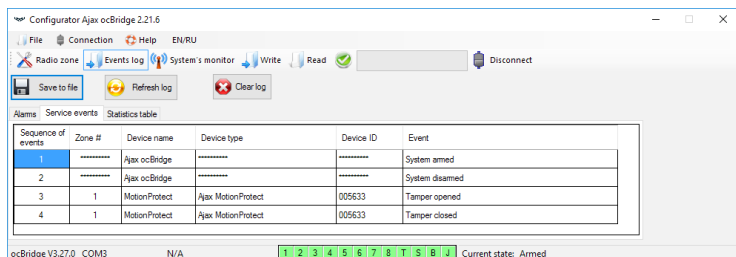 Configurator Ajax ocBridge 2.21.6
File Connection Help EN/RU
Radio zone Events log System's monitor Write Read Disconnect
Save to file Refresh log Clear log
Alarms Service events Statistics table
Sequence of events Zone # Device name Device type Device ID Event
1 ********** Ajax ocBridge ********** ********** System armed
2 ********** Ajax ocBridge ********** ********** System disarmed
3 1 MotionProtect Ajax MotionProtect 005633 Tamper opened
4 1 MotionProtect Ajax MotionProtect 005633 Tamper closed
ocBridge V3.27.0 COM3 N/A 1 2 3 4 5 6 7 8 T S B J Current state: Armed